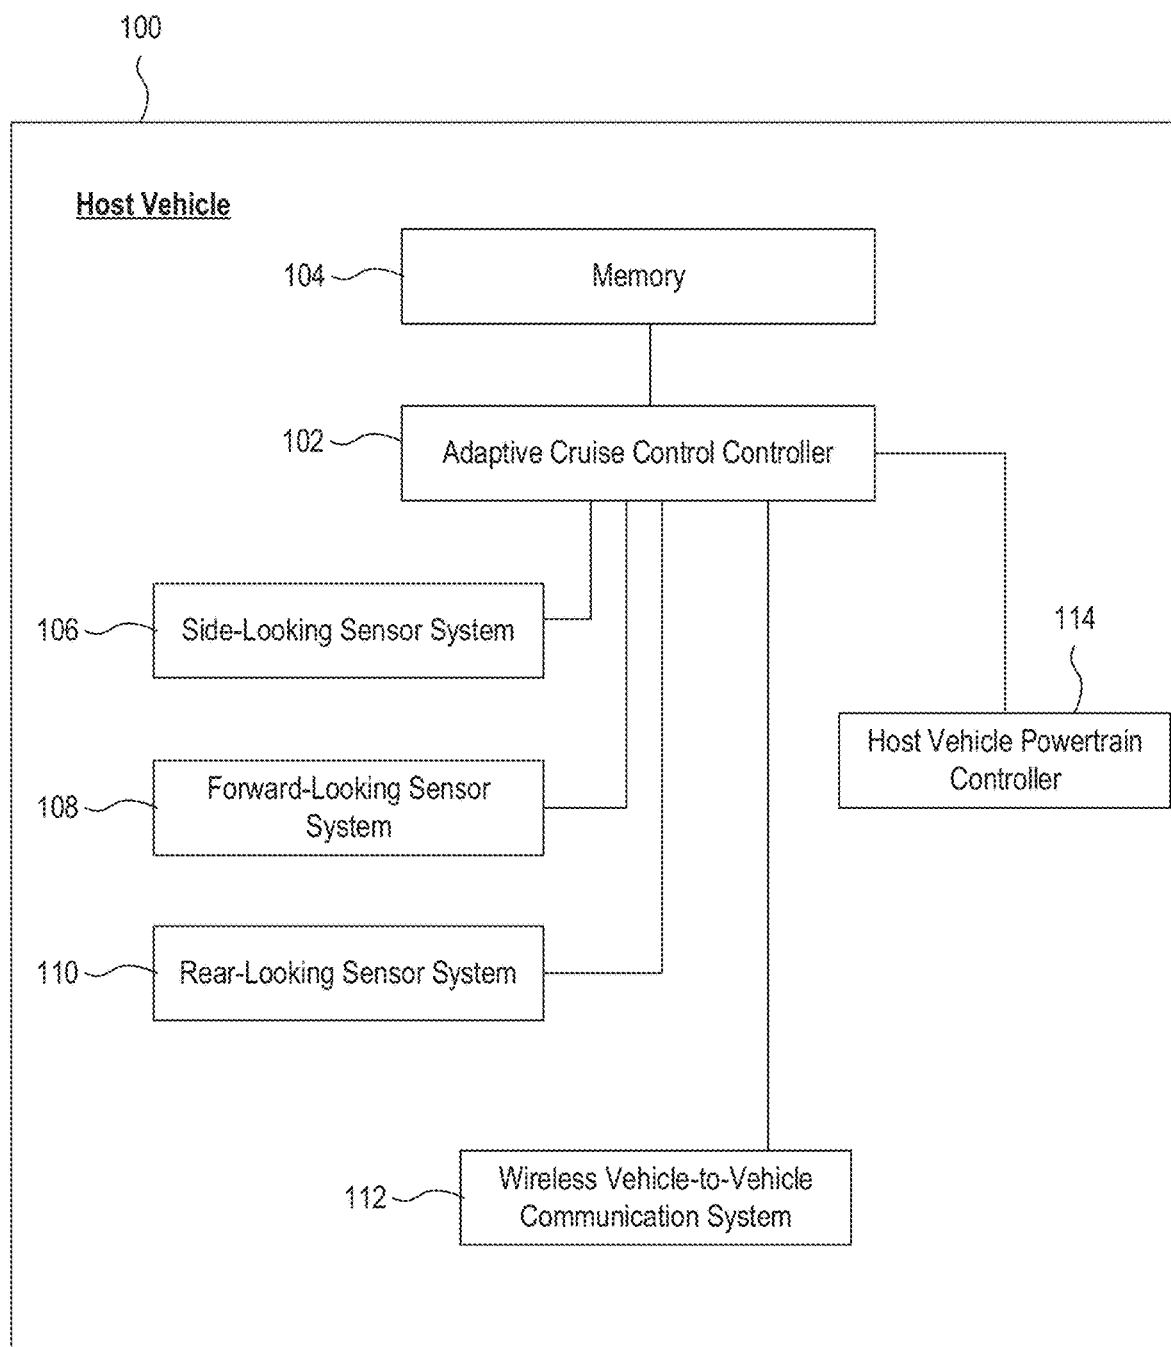 100
Host Vehicle
104
Memory
102
Adaptive Cruise Control Controller
106
Side-Looking Sensor System
114
Host Vehicle Powertrain
Controller
108
Forward-Looking Sensor
System
110
Rear-Looking Sensor System
112
Wireless Vehicle-to-Vehicle
Communication System